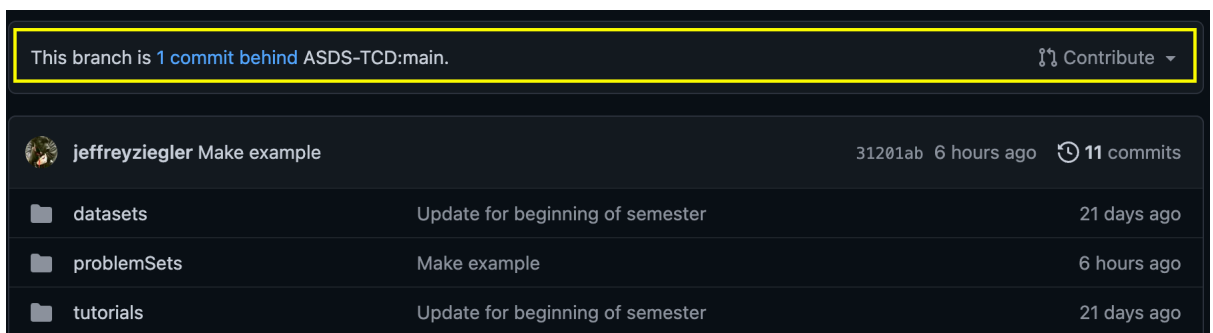 This branch is 1 commit behind ASDS-TCD:main. Contribute
jeffreyziegler Make example 31201ab 6 hours ago 11 commits
datasets Update for beginning of semester 21 days ago
problemSets Make example 6 hours ago
tutorials Update for beginning of semester 21 days ago